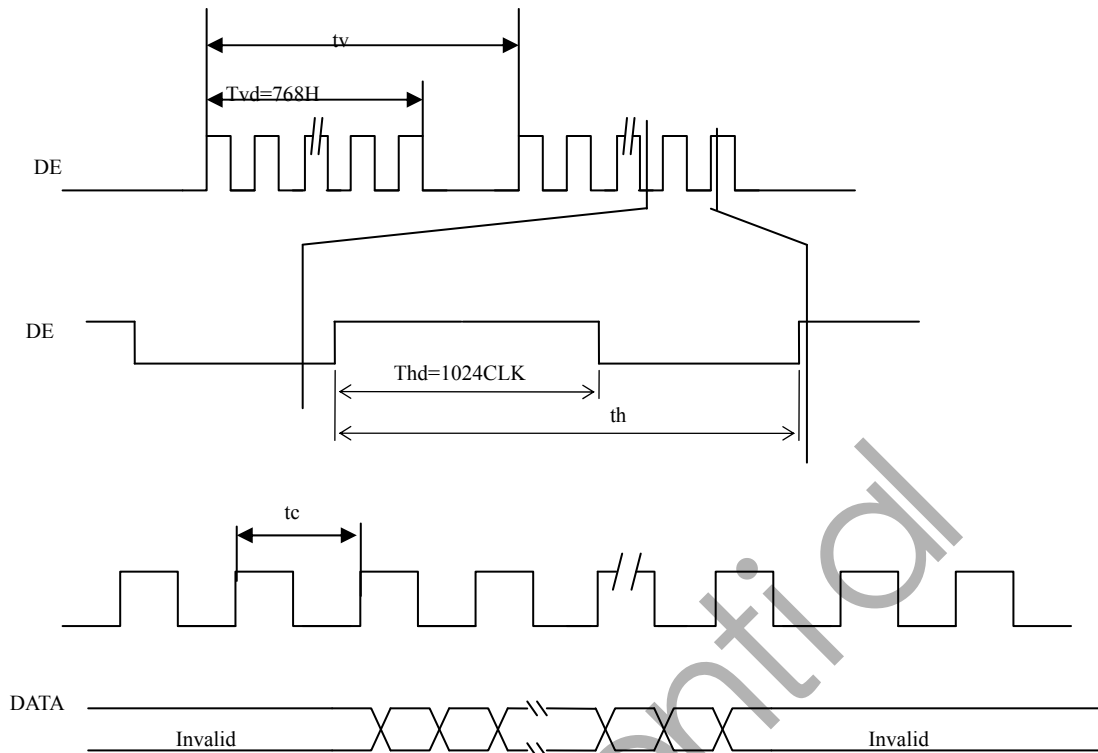 tv
Tvd=768H
DE
DE
Thd=1024CLK
th
tc
DATA
Invalid
Invalid